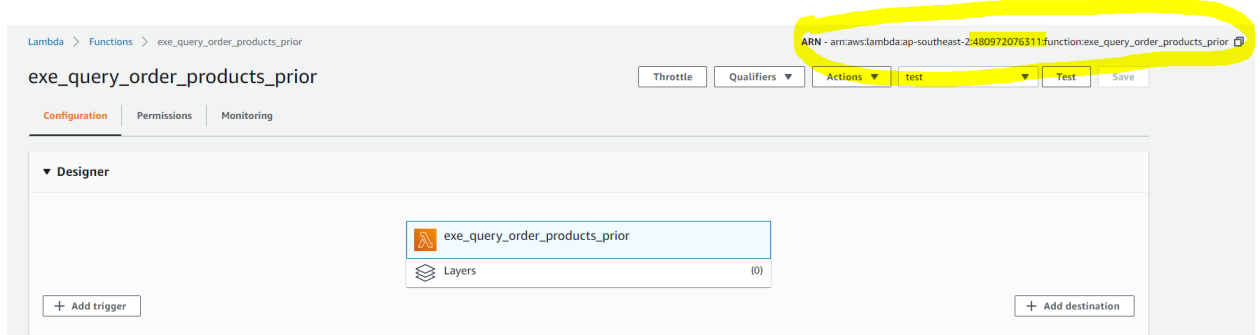 Lambda > Functions > exe_query_order_products_prior
ARN - arn:aws:lambda:ap-southeast-2:480972076311:function:exe_query_order_products_prior
exe_query_order_products_prior
Throttle Qualifiers ▼ Actions ▼ test ▼ Test Save
Configuration Permissions Monitoring
▼ Designer
exe_query_order_products_prior
Layers (0)
+ Add trigger + Add destination